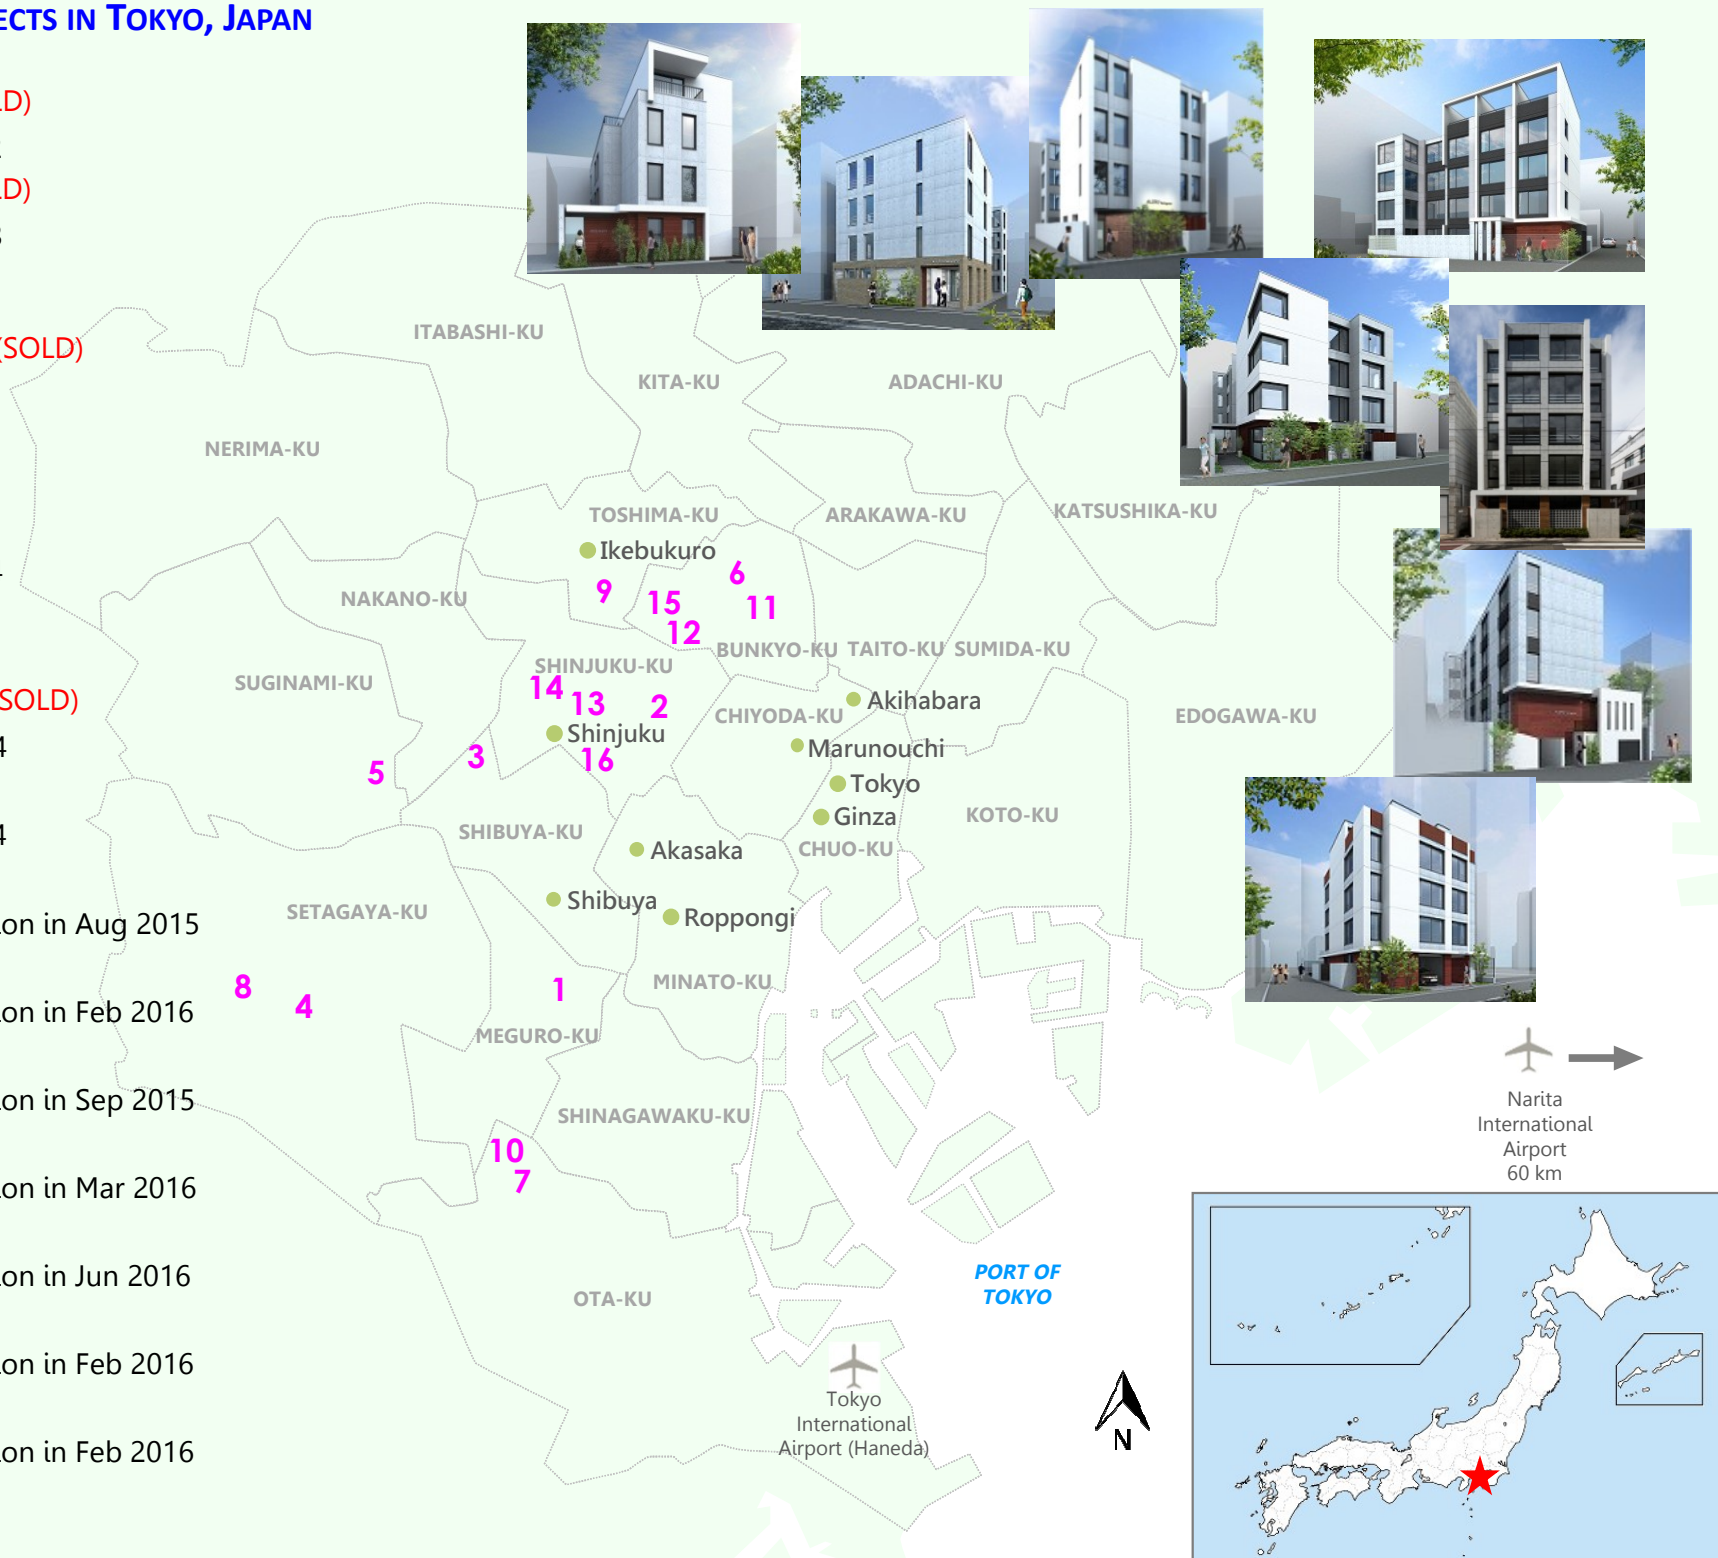 ECTS IN TOKYO, JAPAN
LD)
LD)
3
(SOLD)
SOLD)
4
4
on in Aug 2015
on in Feb 2016
on in Sep 2015
on in Mar 2016
on in Jun 2016
on in Feb 2016
on in Feb 2016
ITABASHI-KU
KITA-KU
ADACHI-KU
NERIMA-KU
TOSHIMA-KU
ARAKAWA-KU
KATSUSHIKA-KU
Ikebukuro
6
9
15
11
NAKANO-KU
12
BUNKYO-KU
TAITO-KU
SUMIDA-KU
SHINJUKU-KU
SUGINAMI-KU
14
13
2
Akihabara
CHIYODA-KU
EDOGAWA-KU
Shinjuku
Marunouchi
3
16
5
Tokyo
Ginza
KOTO-KU
SHIBUYA-KU
Akasaka
CHUO-KU
Shibuya
SETAGAYA-KU
Roppongi
8
4
1
MINATO-KU
MEGURO-KU
SHINAGAWAKU-KU
10
7
OTA-KU
PORT OF
TOKYO
Narita
International
Airport
60 km
Tokyo
International
Airport (Haneda)
N